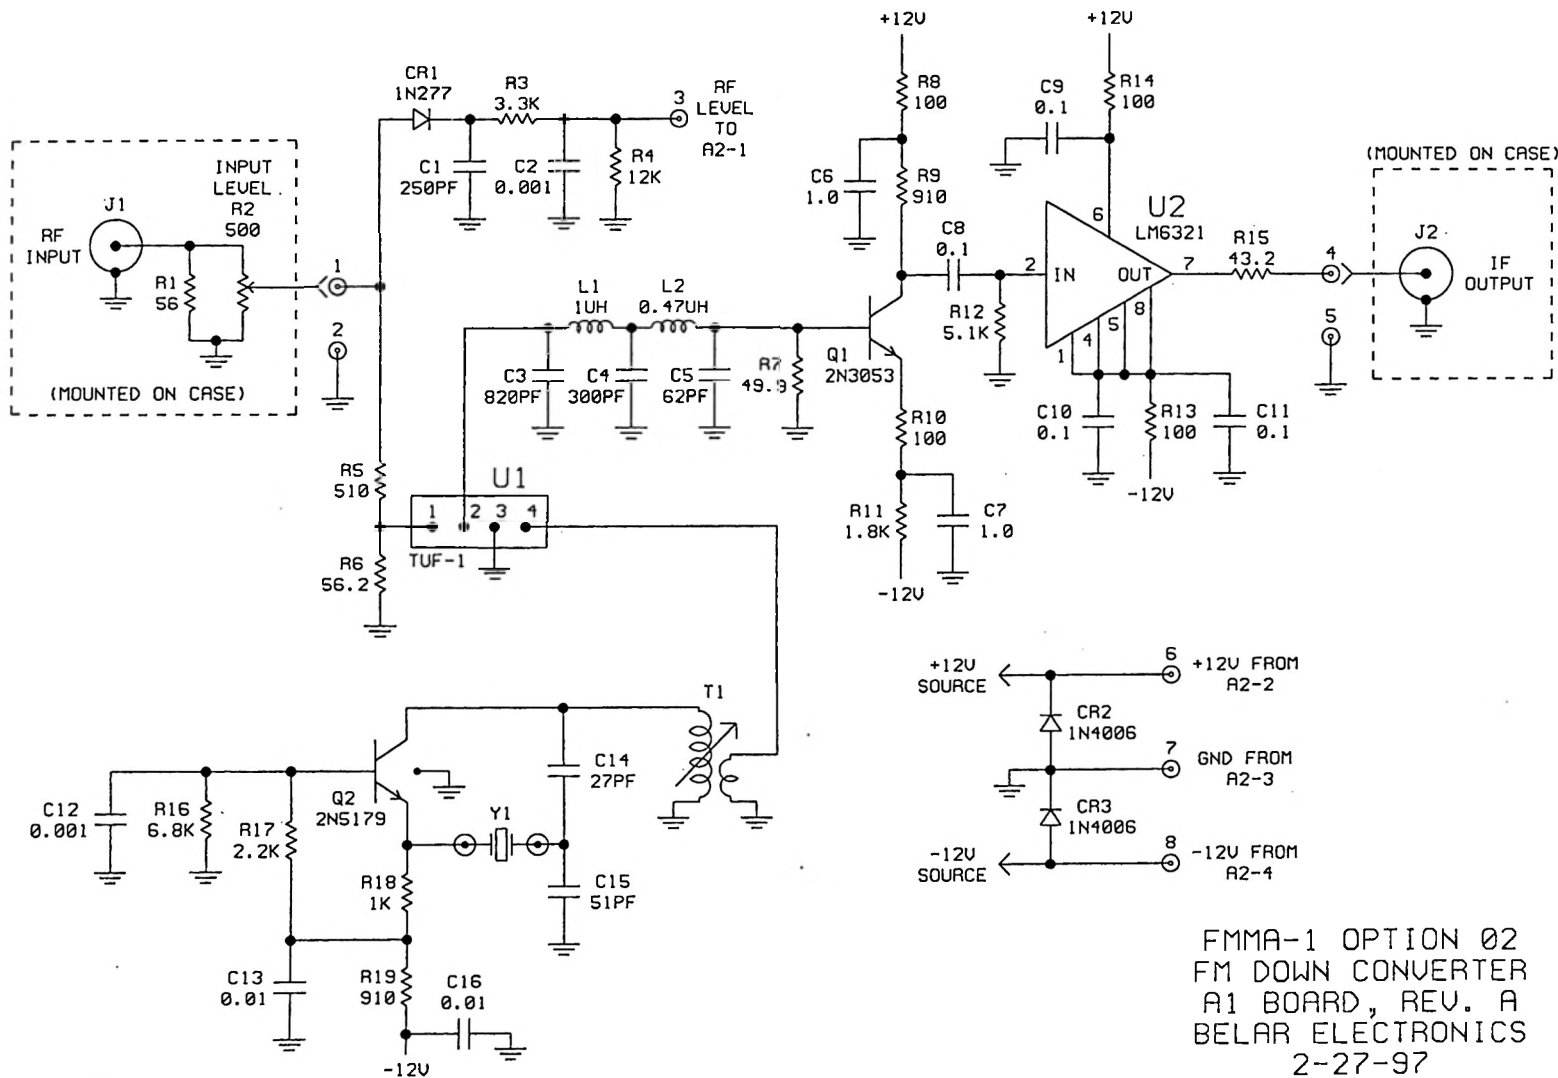 +12V
+12V
CR1
1N277
R3
3.3K
3
RF
LEVEL
TO
A2-1
R8
100
C9
0.1
R14
100
(MOUNTED ON CASE)
INPUT
LEVEL
R2
500
J1
RF
INPUT
R1
56
(MOUNTED ON CASE)
1
2
C1
250PF
C2
0.001
R4
12K
C6
1.0
R9
910
C8
0.1
R12
5.1K
2
IN
6
U2
LM6321
OUT
7
8
5
4
1
R15
43.2
4
5
J2
IF
OUTPUT
L1
1UH
L2
0.47UH
C3
820PF
C4
300PF
C5
62PF
R7
49.9
Q1
2N3053
R10
100
C10
0.1
R13
100
C11
0.1
-12V
R5
510
U1
1 2 3 4
TUF-1
R6
56.2
R11
1.8K
C7
1.0
-12V
T1
+12V
SOURCE
6
+12V FROM
A2-2
CR2
1N4006
7
GND FROM
A2-3
CR3
1N4006
-12V
SOURCE
8
-12V FROM
A2-4
C12
0.001
R16
6.8K
R17
2.2K
Q2
2N5179
Y1
C14
27PF
R18
1K
C15
51PF
C13
0.01
R19
910
C16
0.01
-12V
FMMA-1 OPTION 02
FM DOWN CONVERTER
A1 BOARD, REV. A
BELAR ELECTRONICS
2-27-97